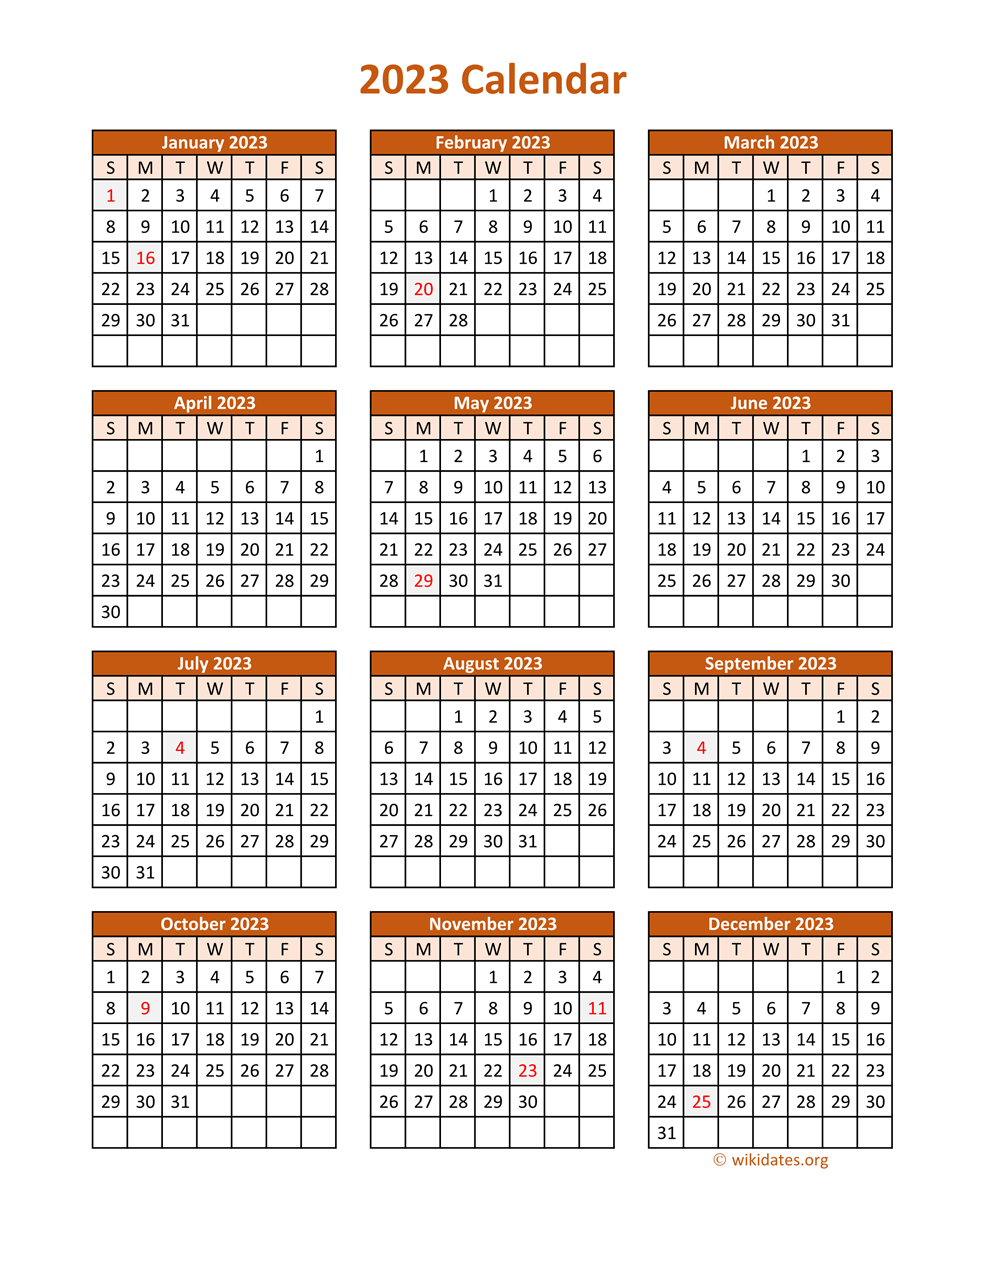 2023 Calendar
January 2023 February 2023 March 2023
S M T W T F S S M T W T F S S M T W T F S
1 2 3 4 5 6 7 1 2 3 4 1 2 3 4
8 9 10 11 12 13 14 5 6 7 8 9 10 11 5 6 7 8 9 10 11
15 16 17 18 19 20 21 12 13 14 15 16 17 18 12 13 14 15 16 17 18
22 23 24 25 26 27 28 19 20 21 22 23 24 25 19 20 21 22 23 24 25
29 30 31 26 27 28 26 27 28 29 30 31
April 2023 May 2023 June 2023
S M T W T F S S M T W T F S S M T W T F S
1 1 2 3 4 5 6 1 2 3
2 3 4 5 6 7 8 7 8 9 10 11 12 13 4 5 6 7 8 9 10
9 10 11 12 13 14 15 14 15 16 17 18 19 20 11 12 13 14 15 16 17
16 17 18 19 20 21 22 21 22 23 24 25 26 27 18 19 20 21 22 23 24
23 24 25 26 27 28 29 28 29 30 31 25 26 27 28 29 30
30
July 2023 August 2023 September 2023
S M T W T F S S M T W T F S S M T W T F S
1 1 2 3 4 5 1 2
2 3 4 5 6 7 8 6 7 8 9 10 11 12 3 4 5 6 7 8 9
9 10 11 12 13 14 15 13 14 15 16 17 18 19 10 11 12 13 14 15 16
16 17 18 19 20 21 22 20 21 22 23 24 25 26 17 18 19 20 21 22 23
23 24 25 26 27 28 29 27 28 29 30 31 24 25 26 27 28 29 30
30 31
October 2023 November 2023 December 2023
S M T W T F S S M T W T F S S M T W T F S
1 2 3 4 5 6 7 1 2 3 4 1 2
8 9 10 11 12 13 14 5 6 7 8 9 10 11 3 4 5 6 7 8 9
15 16 17 18 19 20 21 12 13 14 15 16 17 18 10 11 12 13 14 15 16
22 23 24 25 26 27 28 19 20 21 22 23 24 25 17 18 19 20 21 22 23
29 30 31 26 27 28 29 30 24 25 26 27 28 29 30
31
© wikidates.org